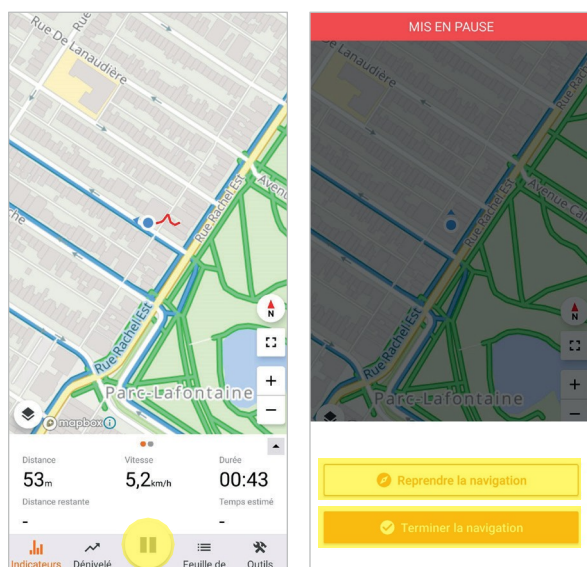 Rue
Rue De Lanaudière
Avenue
Rue Rachel Est
Rue Rachel Est
Parc-Lafontaine
N
+
−
mapbox
Distance
Vitesse
Durée
53m
5,2km/h
00:43
Distance restante
Temps estimé
-
-
Indicateurs
Dénivelé
Feuille de
Outils
MIS EN PAUSE
Lanaudière
Avenue Cal
Rue Rachel Est
Rue Rachel Est
Parc-Lafontaine
N
+
−
mapbox
Reprendre la navigation
Terminer la navigation